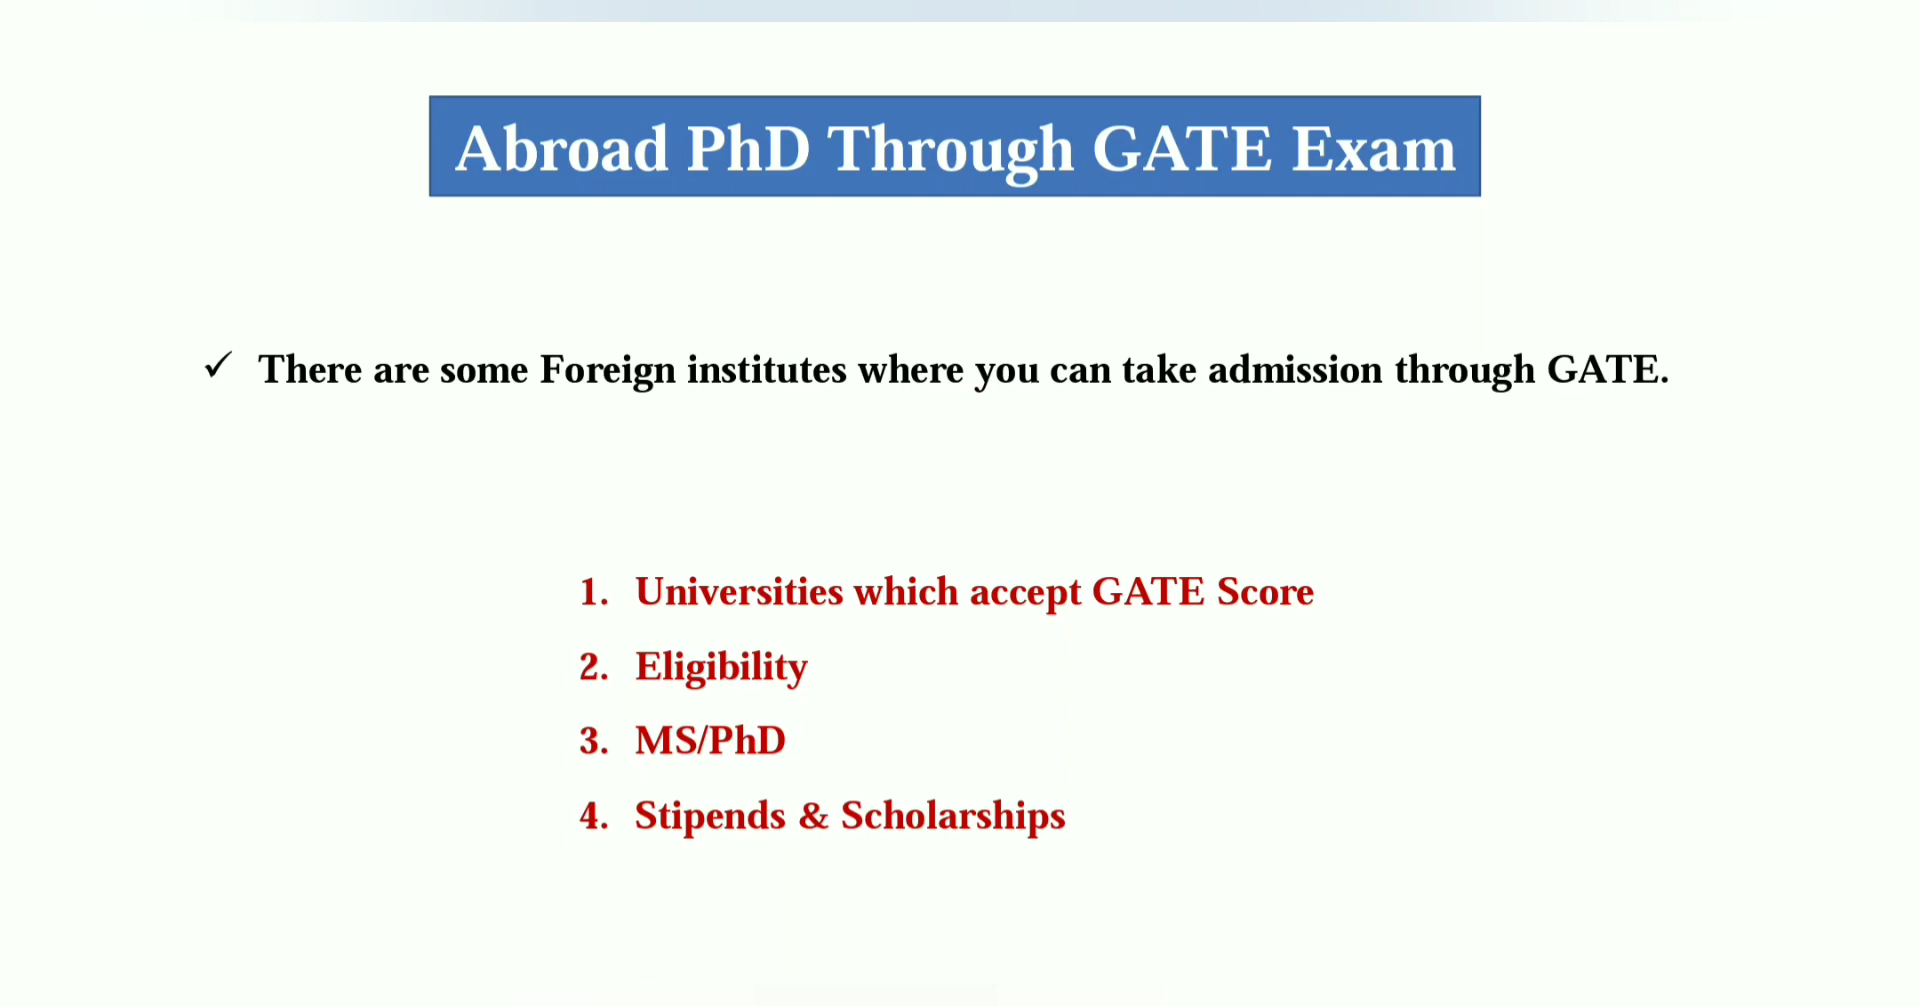 Abroad PhD Through GATE Exam
✓ There are some Foreign institutes where you can take admission through GATE.
1. Universities which accept GATE Score
2. Eligibility
3. MS/PhD
4. Stipends & Scholarships